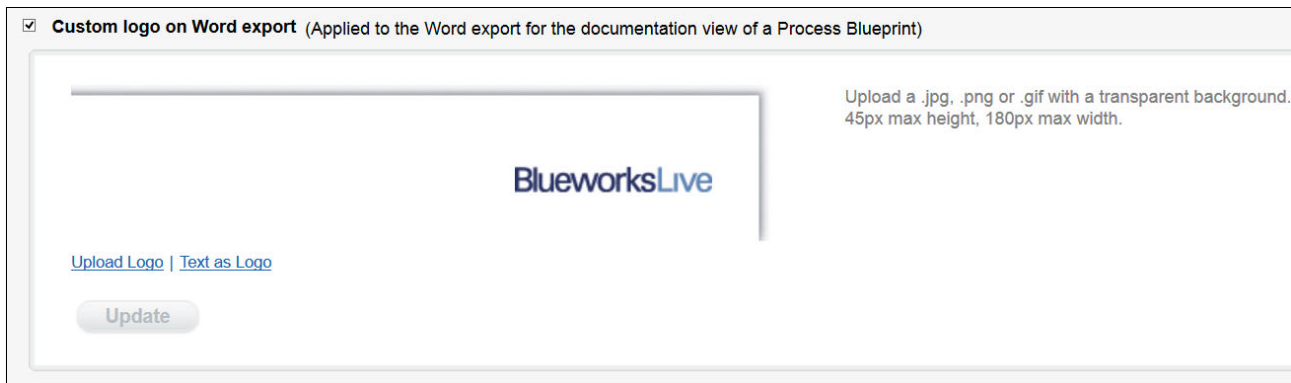 Custom logo on Word export (Applied to the Word export for the documentation view of a Process Blueprint)
Upload a .jpg, .png or .gif with a transparent background.
45px max height, 180px max width.
BlueworksLive
Upload Logo | Text as Logo
Update